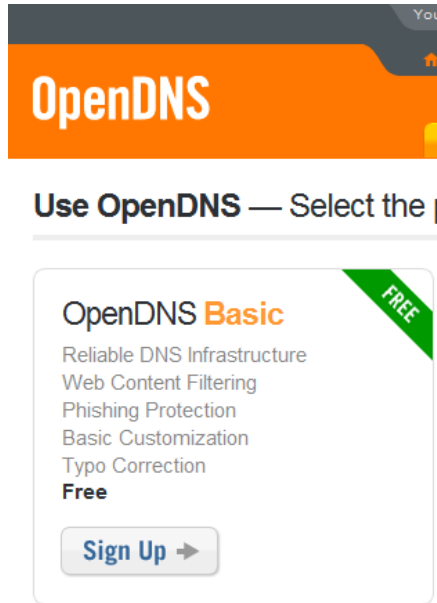 You
OpenDNS
Use OpenDNS — Select the
OpenDNS Basic
FREE
Reliable DNS Infrastructure
Web Content Filtering
Phishing Protection
Basic Customization
Typo Correction
Free
Sign Up